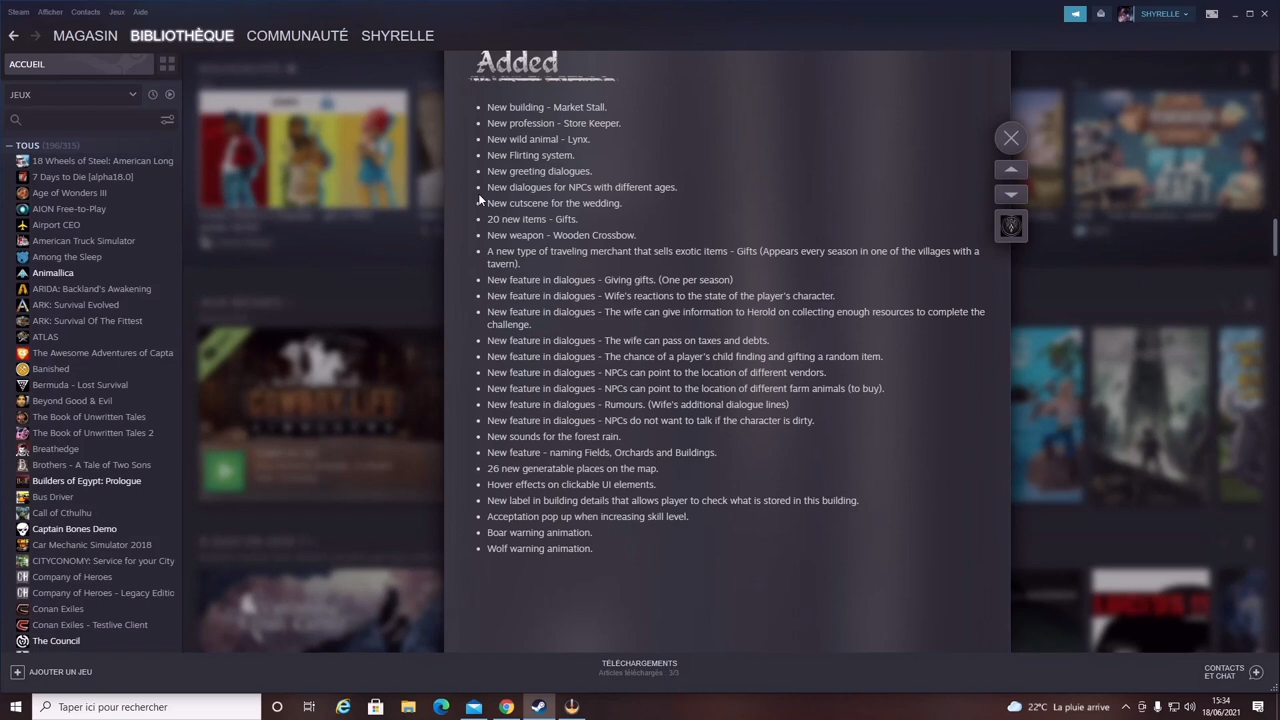 Steam Afficher Contacts Jeux Aide
SHYRELLE
MAGASIN BIBLIOTHÈQUE COMMUNAUTÉ SHYRELLE
ACCUEIL
JEUX
TOUS (196/315)
18 Wheels of Steel: American Long
7 Days to Die [alpha18.0]
Age of Wonders III
AION Free-to-Play
Airport CEO
American Truck Simulator
Among the Sleep
Animallica
ARIDA: Backland's Awakening
ARK: Survival Evolved
ARK: Survival Of The Fittest
ATLAS
The Awesome Adventures of Capta
Banished
Bermuda - Lost Survival
Beyond Good & Evil
The Book of Unwritten Tales
The Book of Unwritten Tales 2
Breathedge
Brothers - A Tale of Two Sons
Builders of Egypt: Prologue
Bus Driver
Call of Cthulhu
Captain Bones Demo
Car Mechanic Simulator 2018
CITYCONOMY: Service for your City
Company of Heroes
Company of Heroes - Legacy Editio
Conan Exiles
Conan Exiles - Testlive Client
The Council
Added
New building - Market Stall.
New profession - Store Keeper.
New wild animal - Lynx.
New Flirting system.
New greeting dialogues.
New dialogues for NPCs with different ages.
New cutscene for the wedding.
20 new items - Gifts.
New weapon - Wooden Crossbow.
A new type of traveling merchant that sells exotic items - Gifts (Appears every season in one of the villages with a
tavern).
New feature in dialogues - Giving gifts. (One per season)
New feature in dialogues - Wife's reactions to the state of the player's character.
New feature in dialogues - The wife can give information to Herold on collecting enough resources to complete the
challenge.
New feature in dialogues - The wife can pass on taxes and debts.
New feature in dialogues - The chance of a player's child finding and gifting a random item.
New feature in dialogues - NPCs can point to the location of different vendors.
New feature in dialogues - NPCs can point to the location of different farm animals (to buy).
New feature in dialogues - Rumours. (Wife's additional dialogue lines)
New feature in dialogues - NPCs do not want to talk if the character is dirty.
New sounds for the forest rain.
New feature - naming Fields, Orchards and Buildings.
26 new generatable places on the map.
Hover effects on clickable UI elements.
New label in building details that allows player to check what is stored in this building.
Acceptation pop up when increasing skill level.
Boar warning animation.
Wolf warning animation.
AJOUTER UN JEU
TÉLÉCHARGEMENTS
Articles téléchargés : 3/3
CONTACTS
ET CHAT
Taper ici pour rechercher
22°C La pluie arrive
15:34
18/06/2021